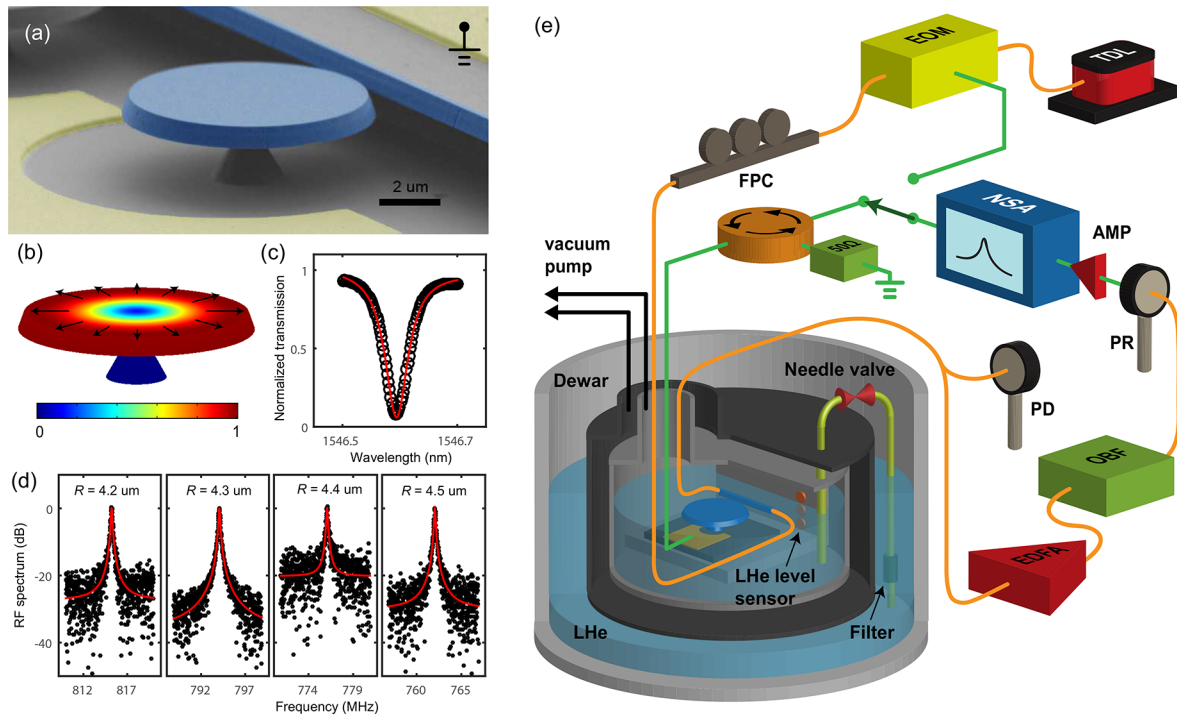 (a)
2 um
(b)
0
1
(c)
Normalized transmission
1
0.5
0
1546.5
1546.7
Wavelength (nm)
(d)
R = 4.2 um
R = 4.3 um
R = 4.4 um
R = 4.5 um
RF spectrum (dB)
0
-20
-40
812
817
792
797
774
779
760
765
Frequency (MHz)
(e)
EOM
TDL
FPC
NSA
AMP
50Ω
PR
vacuum
pump
Dewar
Needle valve
PD
OBF
EDFA
LHe level
sensor
LHe
Filter